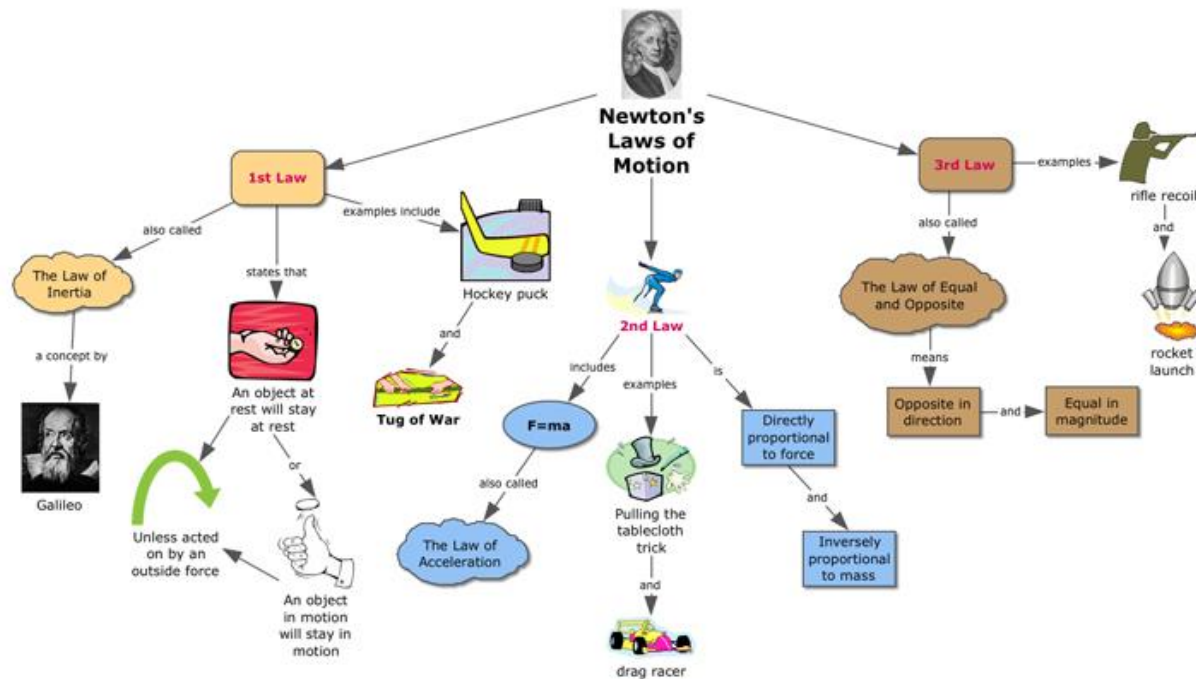 Newton's
Laws of
Motion
1st Law
also called
The Law of
Inertia
a concept by
Galileo
states that
An object at
rest will stay
at rest
or
An object
in motion
will stay in
motion
Unless acted
on by an
outside force
examples include
Hockey puck
and
Tug of War
2nd Law
includes
F=ma
also called
The Law of
Acceleration
examples
Pulling the
tablecloth
trick
and
drag racer
is
Directly
proportional
to force
and
Inversely
proportional
to mass
3rd Law
also called
The Law of Equal
and Opposite
means
Opposite in
direction
and
Equal in
magnitude
examples
rifle recoil
and
rocket
launch